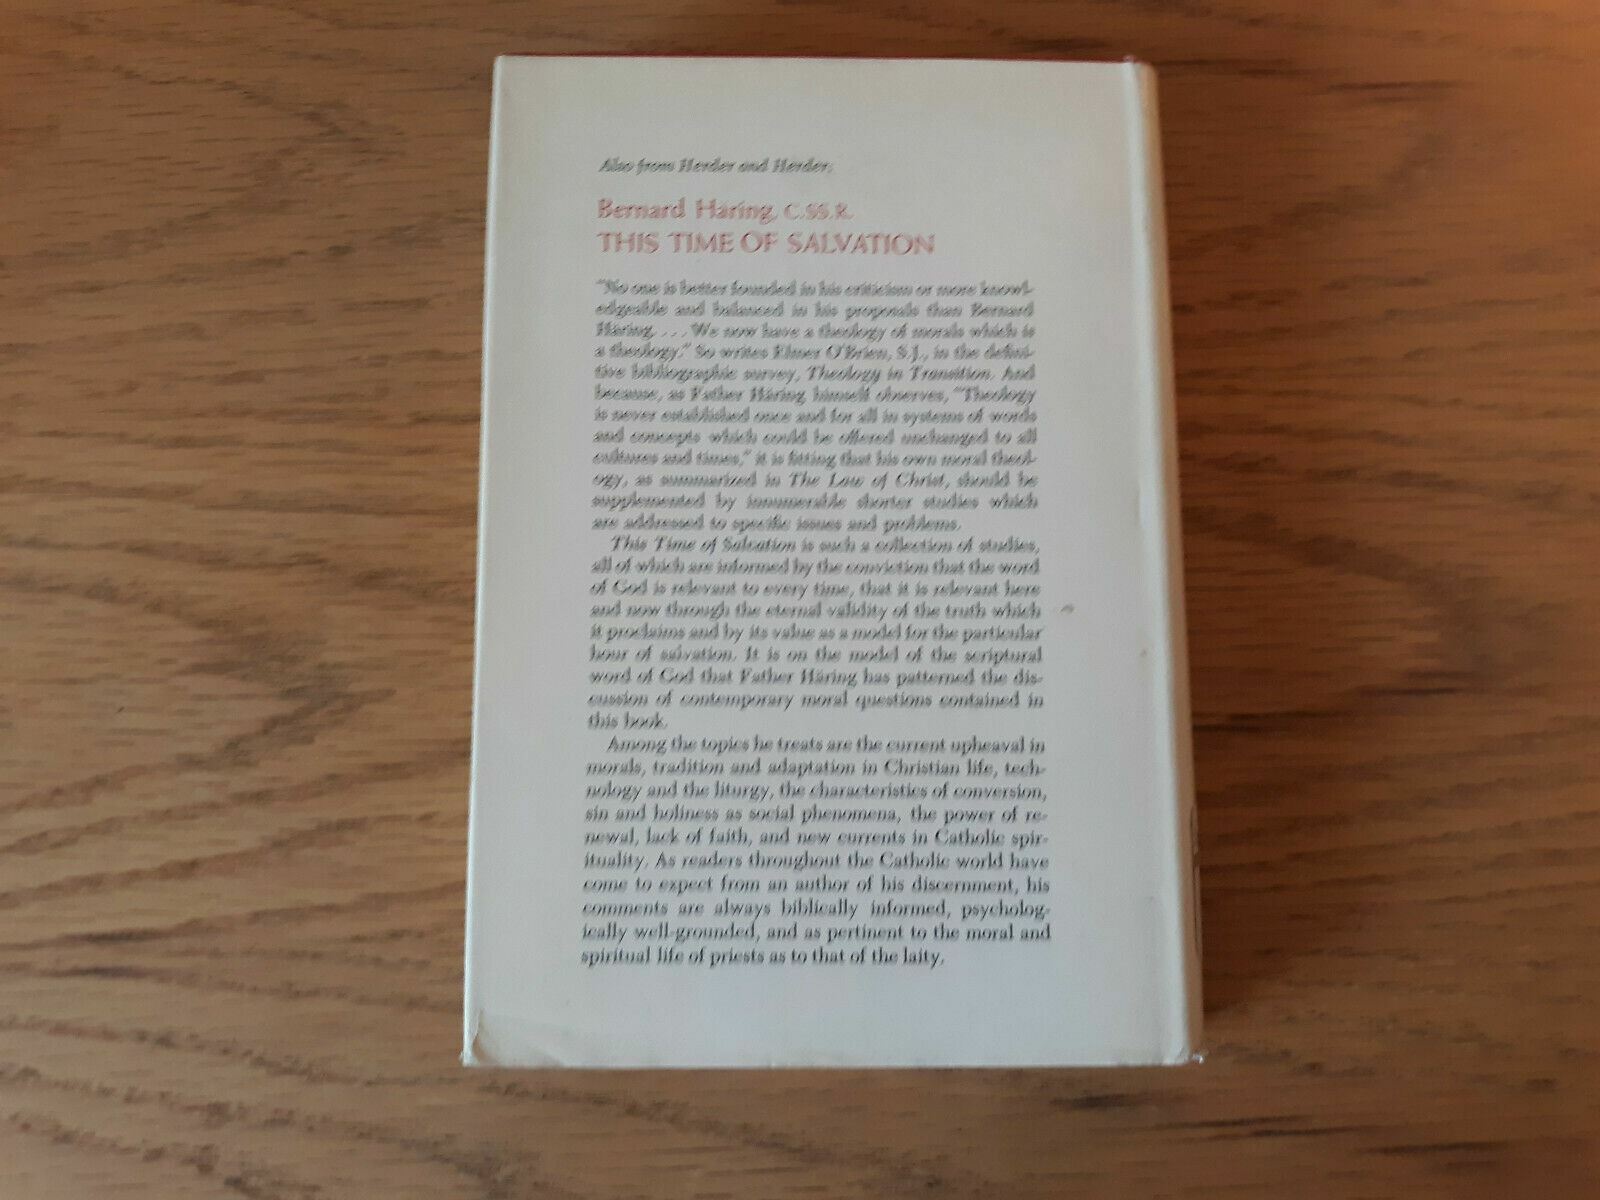 Also from Herder and Herder:
Bernard Häring, C.SS.R.
THIS TIME OF SALVATION
"No one is better founded in his criticism or more knowl-
edgeable and balanced in his proposals than Bernard
Häring. . . . We now have a theology of morals which is
a theology." So writes Elmer O'Brien, S.J., in the defini-
tive bibliographic survey, Theology in Transition. And
because, as Father Häring himself observes, "Theology
is never established once and for all in systems of words
and concepts which could be offered unchanged to all
cultures and times," it is fitting that his own moral theol-
ogy, as summarized in The Law of Christ, should be
supplemented by innumerable shorter studies which
are addressed to specific issues and problems.
This Time of Salvation is such a collection of studies,
all of which are informed by the conviction that the word
of God is relevant to every time, that it is relevant here
and now through the eternal validity of the truth which
it proclaims and by its value as a model for the particular
hour of salvation. It is on the model of the scriptural
word of God that Father Häring has patterned the dis-
cussion of contemporary moral questions contained in
this book.
Among the topics he treats are the current upheaval in
morals, tradition and adaptation in Christian life, tech-
nology and the liturgy, the characteristics of conversion,
sin and holiness as social phenomena, the power of re-
newal, lack of faith, and new currents in Catholic spir-
ituality. As readers throughout the Catholic world have
come to expect from an author of his discernment, his
comments are always biblically informed, psycholog-
ically well-grounded, and as pertinent to the moral and
spiritual life of priests as to that of the laity.